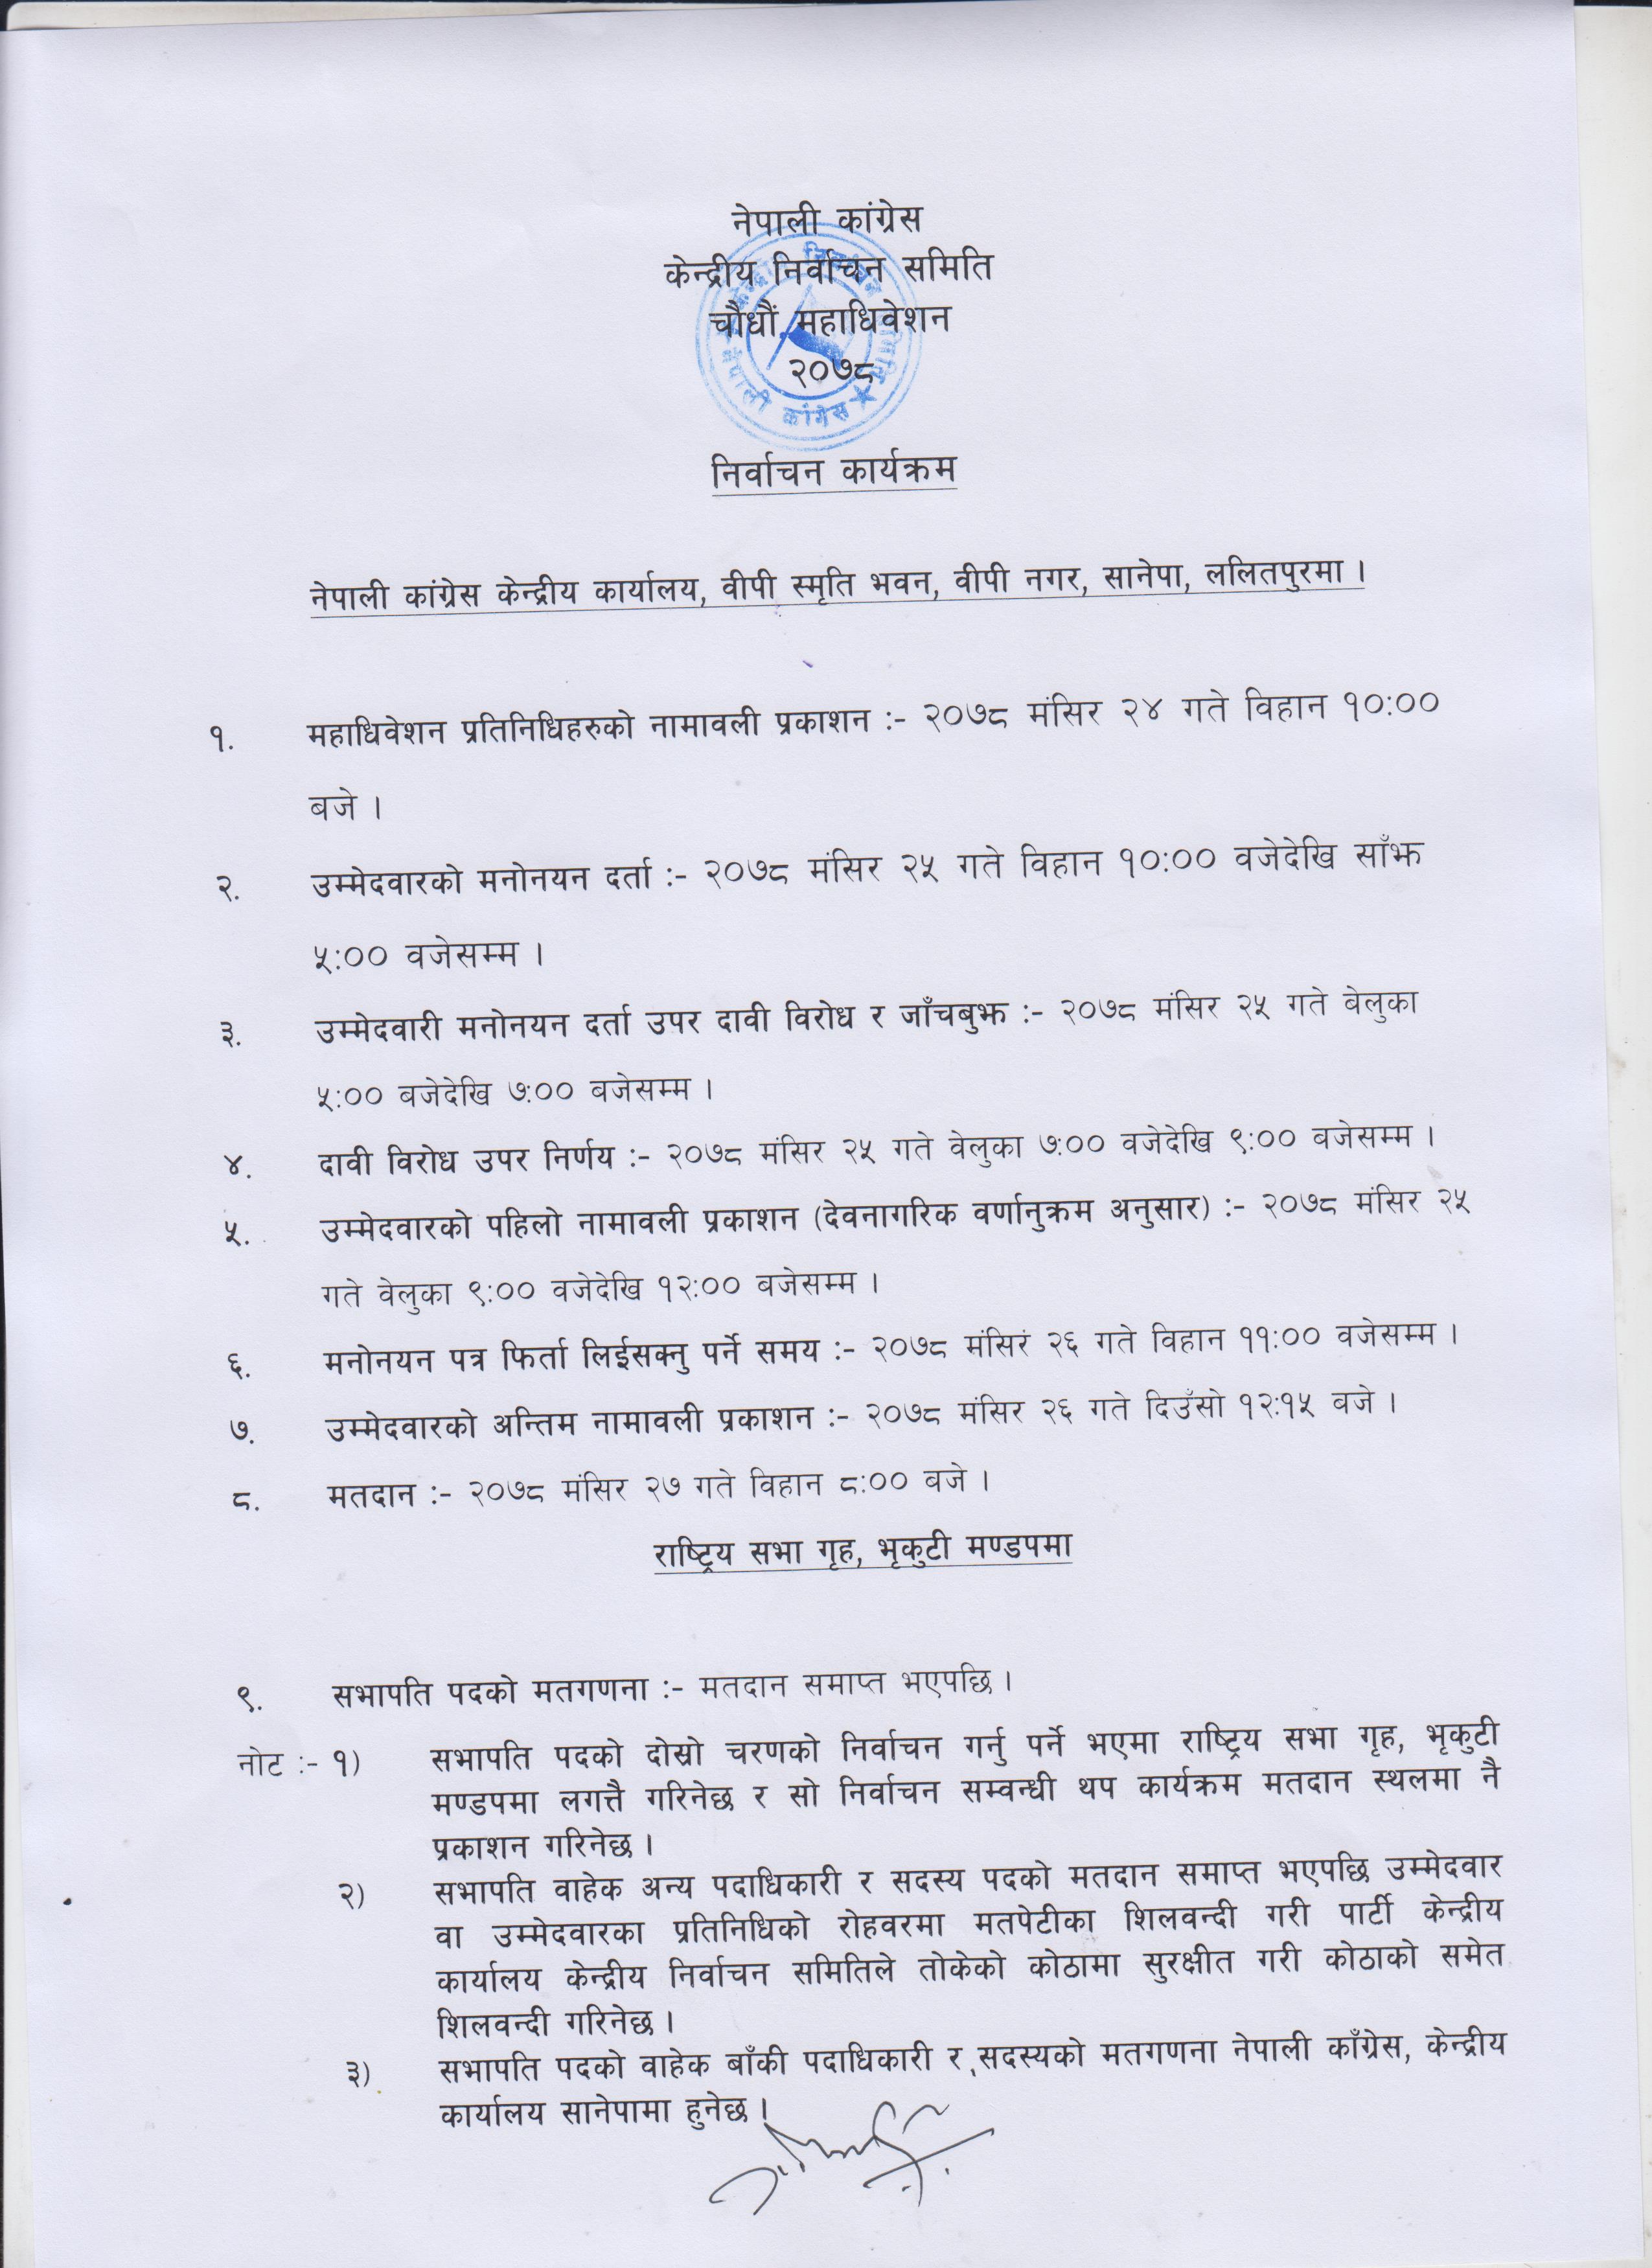 नेपाली कांग्रेस
केन्द्रीय निर्वाचन समिति
चौधौं महाधिवेशन
२०७८
निर्वाचन कार्यक्रम
नेपाली कांग्रेस केन्द्रीय कार्यालय, वीपी स्मृति भवन, वीपी नगर, सानेपा, ललितपुरमा ।
१. महाधिवेशन प्रतिनिधिहरुको नामावली प्रकाशन :- २०७८ मंसिर २४ गते विहान १०:००
बजे ।
२. उम्मेदवारको मनोनयन दर्ता :- २०७८ मंसिर २५ गते विहान १०:०० वजेदेखि साँझ
५:०० वजेसम्म ।
३. उम्मेदवारी मनोनयन दर्ता उपर दावी विरोध र जाँचबुझ :- २०७८ मंसिर २५ गते बेलुका
५:०० बजेदेखि ७:०० बजेसम्म ।
४. दावी विरोध उपर निर्णय :- २०७८ मंसिर २५ गते वेलुका ७:०० वजेदेखि ९:०० बजेसम्म ।
५. उम्मेदवारको पहिलो नामावली प्रकाशन (देवनागरिक वर्णानुक्रम अनुसार) :- २०७८ मंसिर २५
गते वेलुका ९:०० वजेदेखि १२:०० बजेसम्म ।
६. मनोनयन पत्र फिर्ता लिईसक्नु पर्ने समय :- २०७८ मंसिर २६ गते विहान ११:०० वजेसम्म ।
७. उम्मेदवारको अन्तिम नामावली प्रकाशन :- २०७८ मंसिर २६ गते दिउँसो १२:१५ बजे ।
८. मतदान :- २०७८ मंसिर २७ गते विहान ८:०० बजे ।
राष्ट्रिय सभा गृह, भृकुटी मण्डपमा
९. सभापति पदको मतगणना :- मतदान समाप्त भएपछि ।
नोट :- १) सभापति पदको दोस्रो चरणको निर्वाचन गर्नु पर्ने भएमा राष्ट्रिय सभा गृह, भृकुटी
मण्डपमा लगत्तै गरिनेछ र सो निर्वाचन सम्वन्धी थप कार्यक्रम मतदान स्थलमा नै
प्रकाशन गरिनेछ ।
२) सभापति वाहेक अन्य पदाधिकारी र सदस्य पदको मतदान समाप्त भएपछि उम्मेदवार
वा उम्मेदवारका प्रतिनिधिको रोहवरमा मतपेटीका शिलवन्दी गरी पार्टी केन्द्रीय
कार्यालय केन्द्रीय निर्वाचन समितिले तोकेको कोठामा सुरक्षीत गरी कोठाको समेत
शिलवन्दी गरिनेछ ।
३) सभापति पदको वाहेक बाँकी पदाधिकारी र सदस्यको मतगणना नेपाली काँग्रेस, केन्द्रीय
कार्यालय सानेपामा हुनेछ ।
केन्द्रीय निर्वाचन समिति
नेपाली कांग्रेस